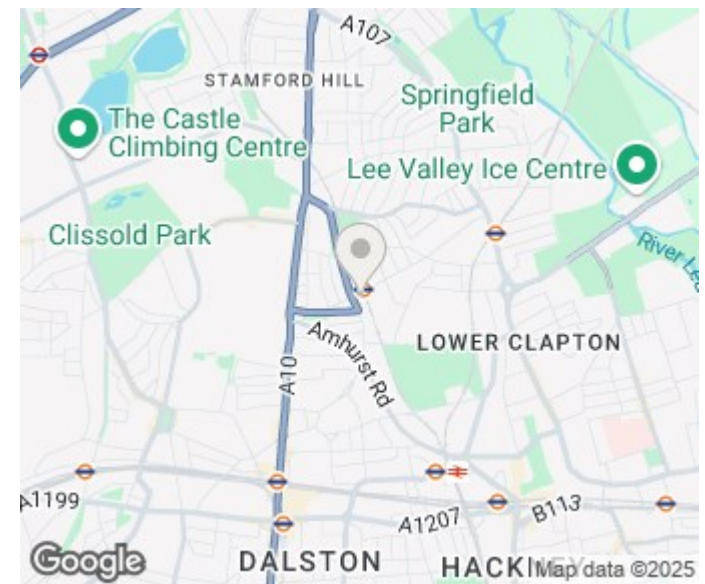 A107
STAMFORD HILL
Springfield
Park
The Castle
Climbing Centre
Lee Valley Ice Centre
Clissold Park
River Lea
LOWER CLAPTON
Amhurst Rd
A10
A1199
A1207
B113
Google
DALSTON
HACKNEY
Map data ©2025